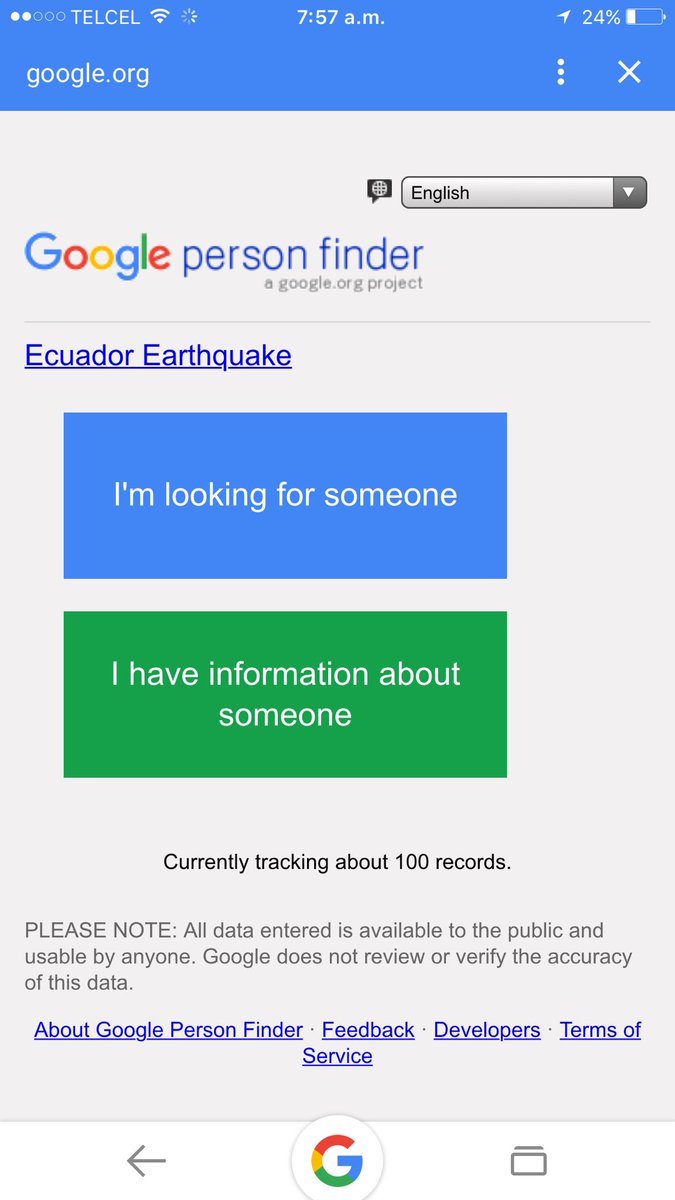 TELCEL 7:57 a.m. 24%
google.org
English
Google person finder
a google.org project
Ecuador Earthquake
I'm looking for someone
I have information about
someone
Currently tracking about 100 records.
PLEASE NOTE: All data entered is available to the public and
usable by anyone. Google does not review or verify the accuracy
of this data.
About Google Person Finder · Feedback · Developers · Terms of
Service
G